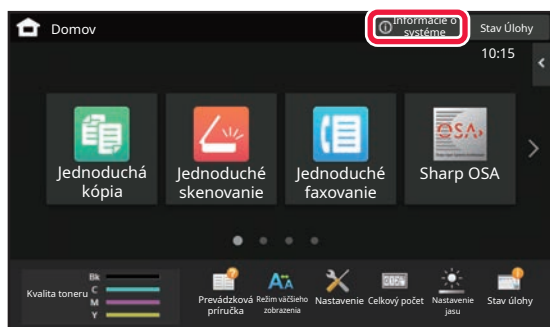 Domov
Informácie o
systéme
Stav Úlohy
10:15
Jednoduchá
kópia
Jednoduché
skenovanie
Jednoduché
faxovanie
OSA
Sharp OSA
Kvalita toneru
Bk
C
M
Y
Prevádzková
príručka
Režim väčšieho
zobrazenia
Nastavenie
Celkový počet
Nastavenie
jasu
Stav úlohy